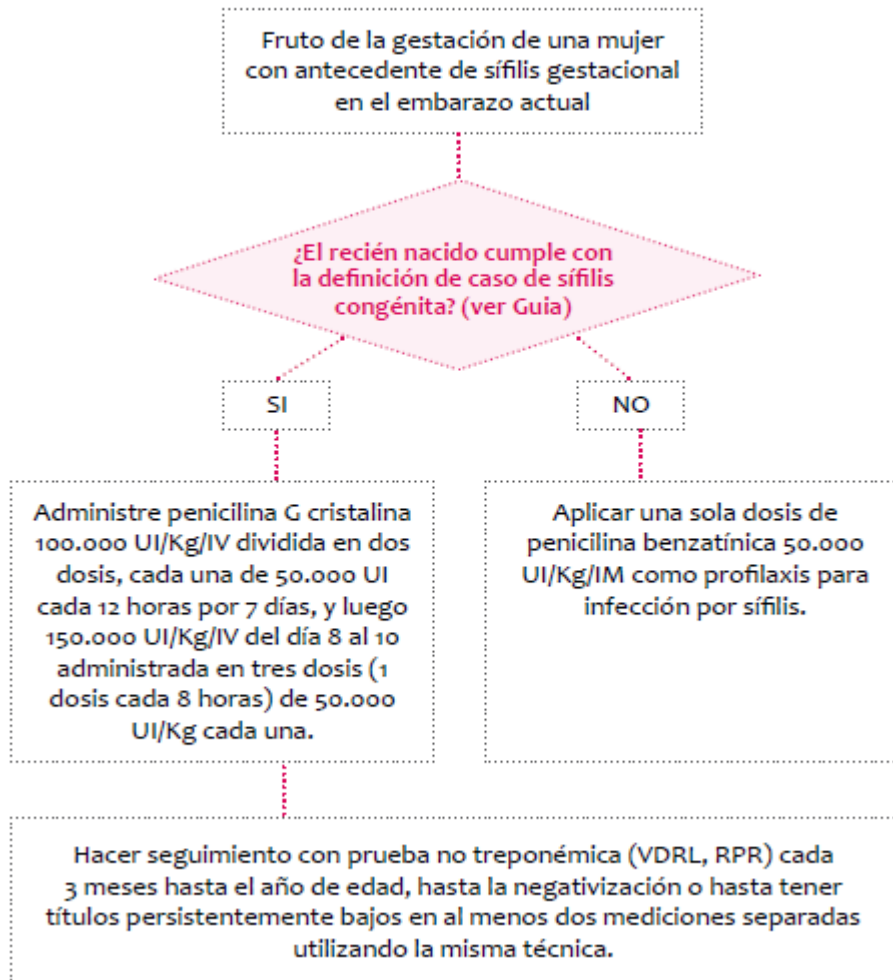 Fruto de la gestación de una mujer
con antecedente de sífilis gestacional
en el embarazo actual
¿El recién nacido cumple con
la definición de caso de sífilis
congénita? (ver Guia)
SI
NO
Administre penicilina G cristalina
100.000 UI/Kg/IV dividida en dos
dosis, cada una de 50.000 UI
cada 12 horas por 7 días, y luego
150.000 UI/Kg/IV del día 8 al 10
administrada en tres dosis (1
dosis cada 8 horas) de 50.000
UI/Kg cada una.
Aplicar una sola dosis de
penicilina benzatínica 50.000
UI/Kg/IM como profilaxis para
infección por sífilis.
Hacer seguimiento con prueba no treponémica (VDRL, RPR) cada
3 meses hasta el año de edad, hasta la negativización o hasta tener
títulos persistentemente bajos en al menos dos mediciones separadas
utilizando la misma técnica.